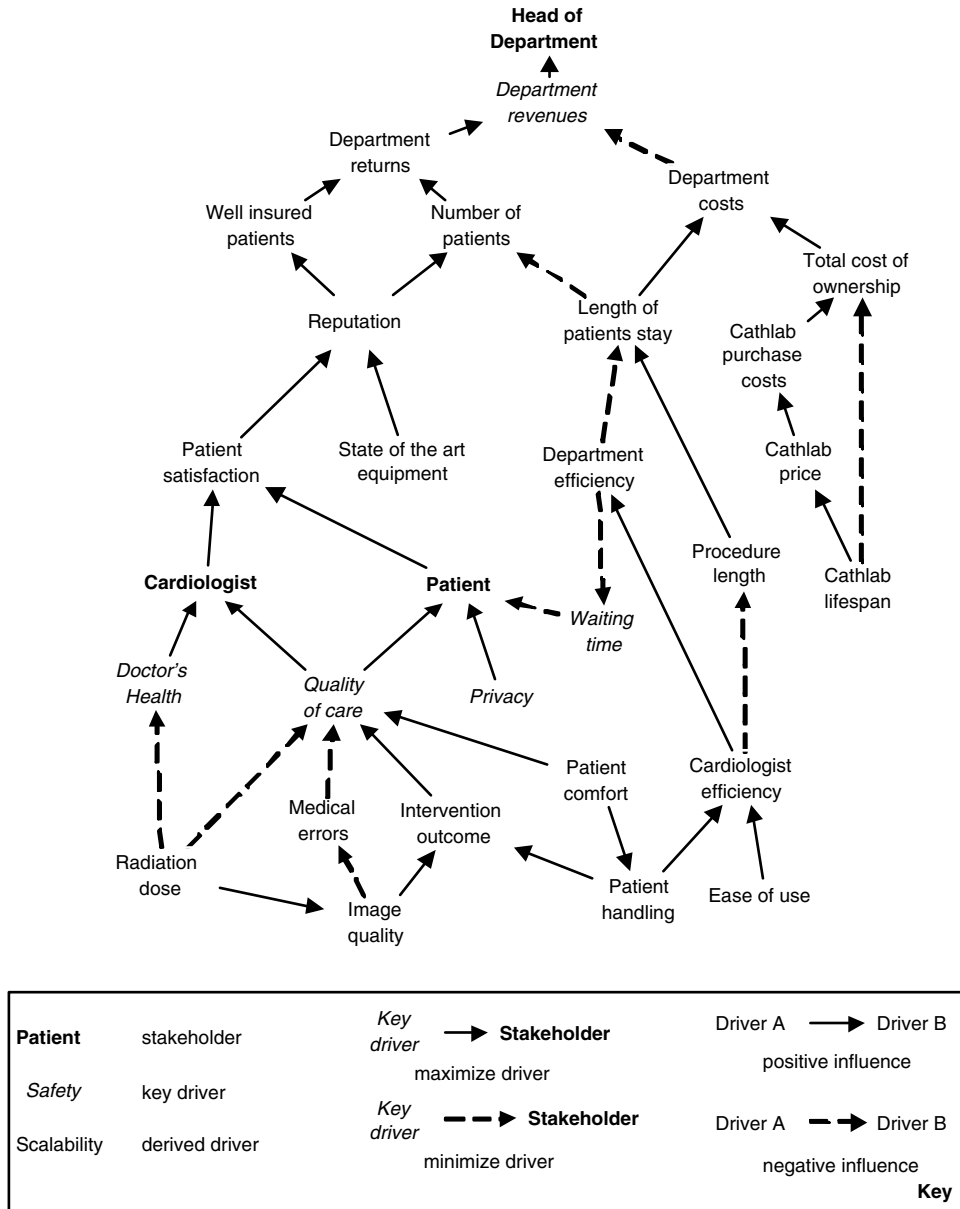 Head of
Department
Department
revenues
Department
returns
Department
costs
Well insured
patients
Number of
patients
Total cost of
ownership
Reputation
Length of
patients stay
Cathlab
purchase
costs
Patient
satisfaction
State of the art
equipment
Department
efficiency
Cathlab
price
Procedure
length
Cathlab
lifespan
Cardiologist
Patient
Waiting
time
Doctor's
Health
Quality
of care
Privacy
Patient
comfort
Cardiologist
efficiency
Medical
errors
Intervention
outcome
Radiation
dose
Image
quality
Patient
handling
Ease of use
Patient stakeholder
Safety key driver
Scalability derived driver
Key
driver
Stakeholder
maximize driver
Key
driver
Stakeholder
minimize driver
Driver A Driver B
positive influence
Driver A Driver B
negative influence
Key